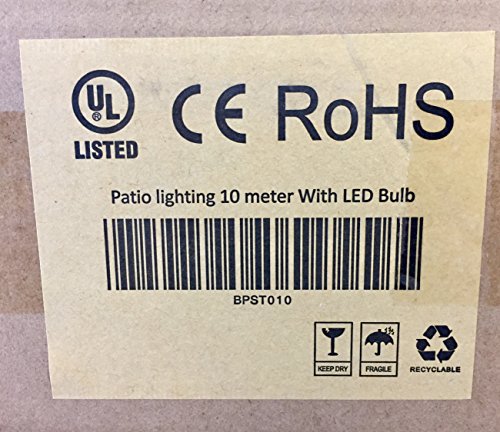 UL
®
LISTED
CE RoHS
Patio lighting 10 meter With LED Bulb
BPST010
KEEP DRY
FRAGILE
RECYCLABLE